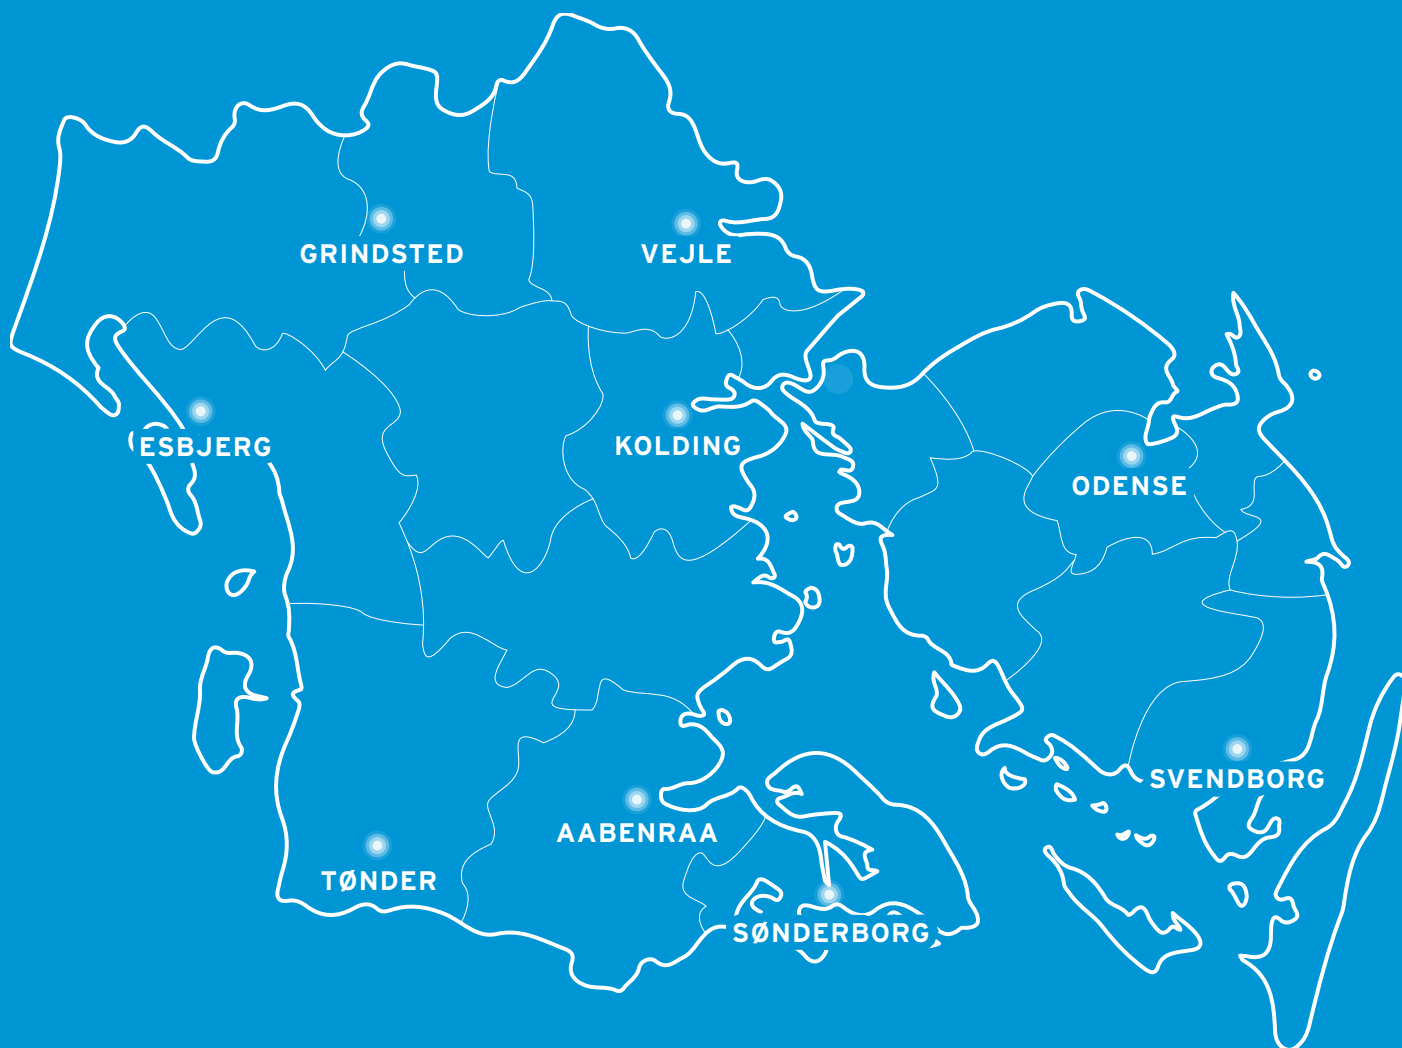 GRINDSTED
VEJLE
ESBJERG
KOLDING
ODENSE
SVENDBORG
AABENRAA
TØNDER
SØNDERBORG